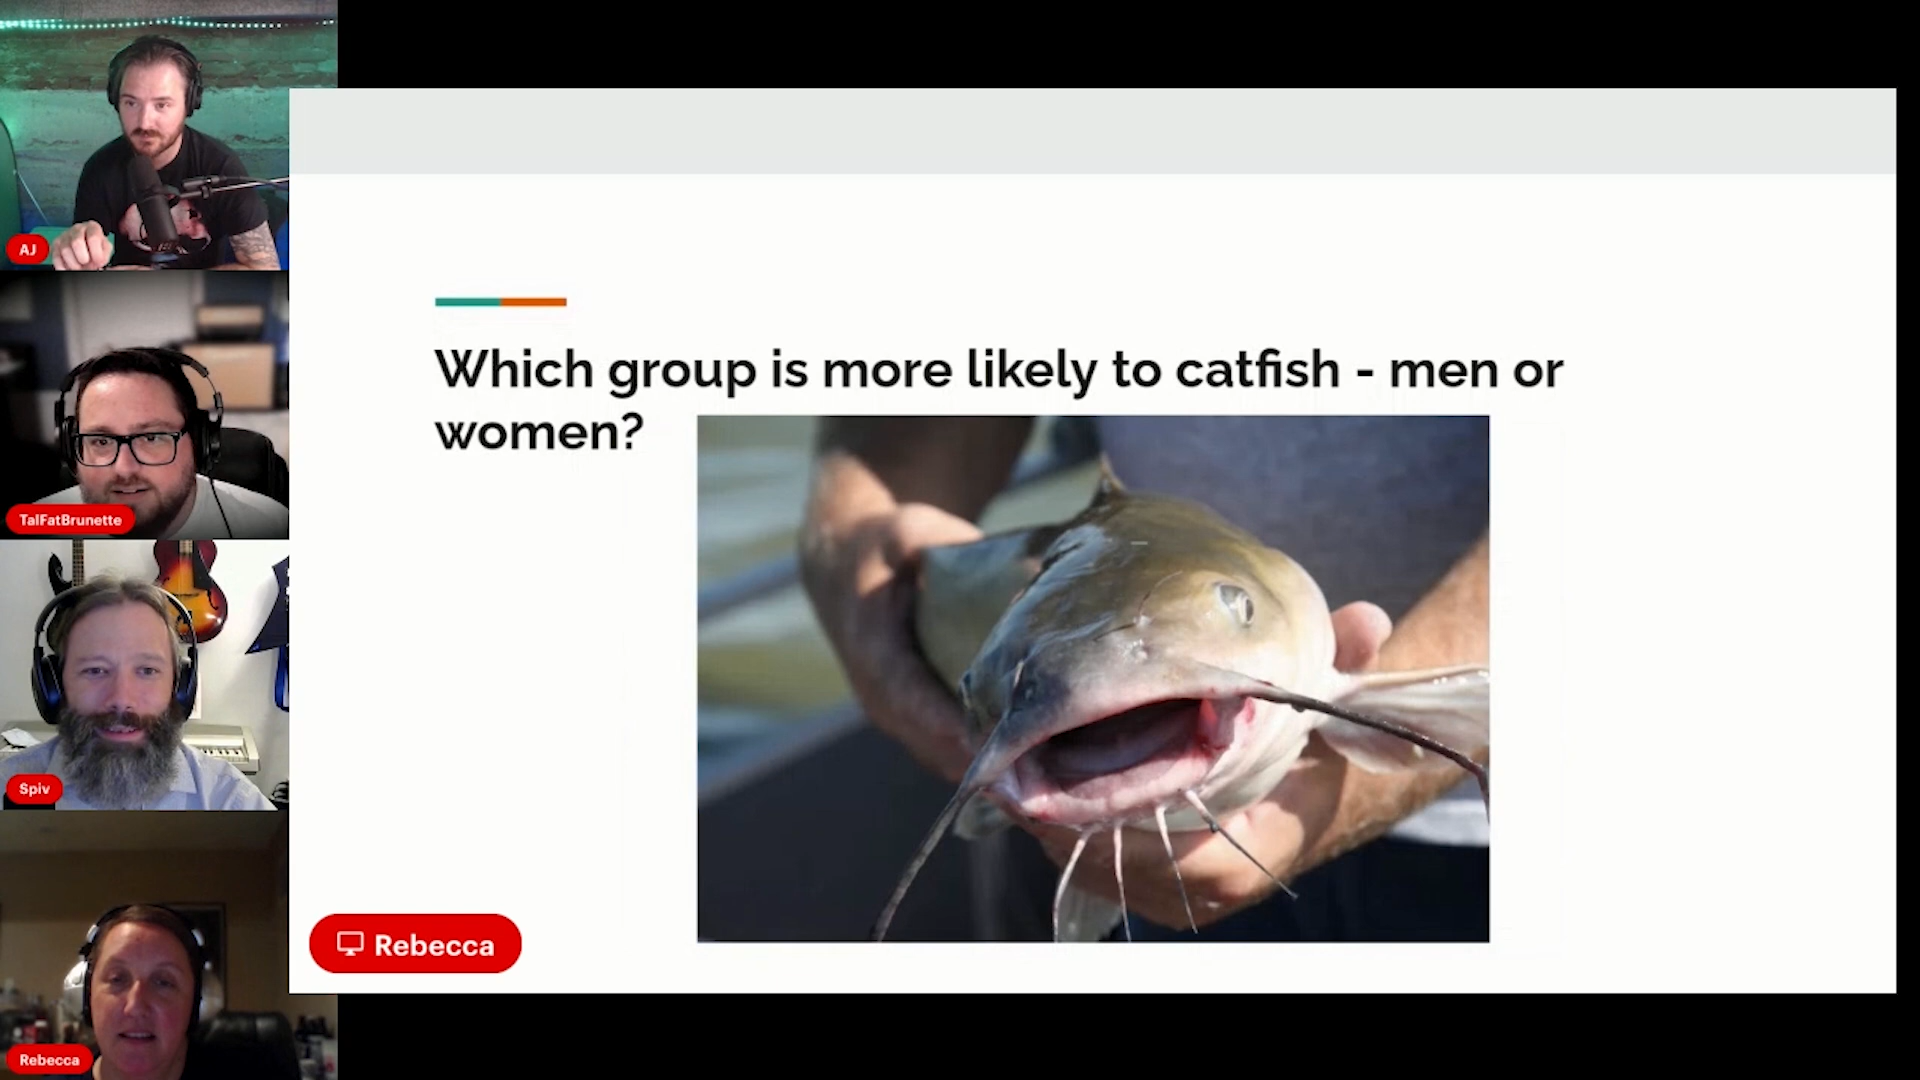 AJ
TalFatBrunette
Spiv
Rebecca
Which group is more likely to catfish - men or
women?
Rebecca